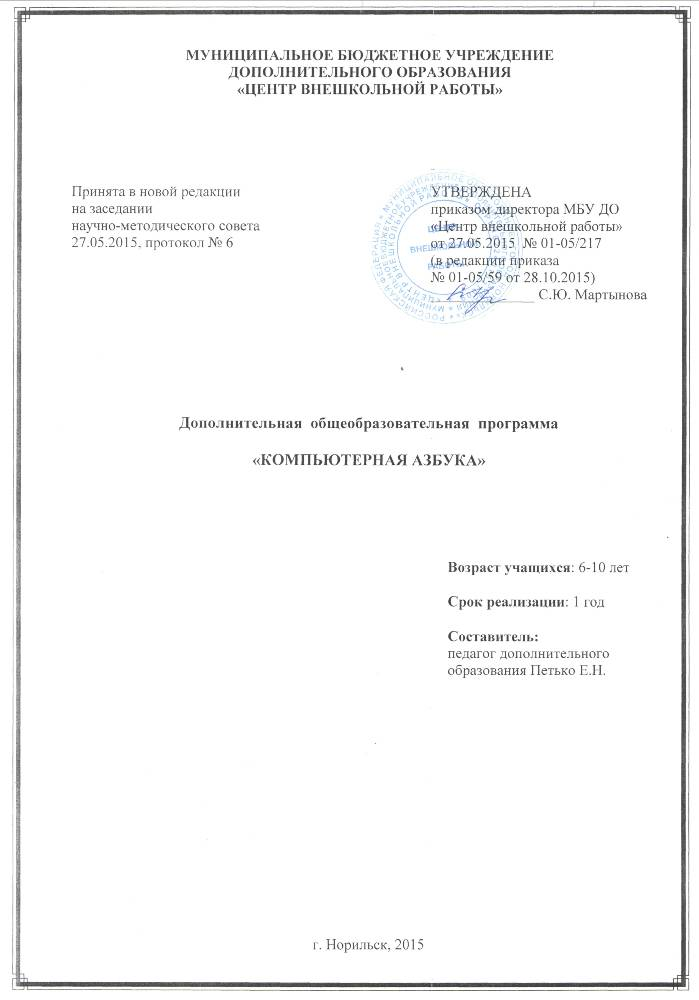 МУНИЦИПАЛЬНОЕ БЮДЖЕТНОЕ УЧРЕЖДЕНИЕ
ДОПОЛНИТЕЛЬНОГО ОБРАЗОВАНИЯ
«ЦЕНТР ВНЕШКОЛЬНОЙ РАБОТЫ»
Принята в новой редакции
на заседании
научно-методического совета
27.05.2015, протокол № 6
УТВЕРЖДЕНА
приказом директора МБУ ДО
«Центр внешкольной работы»
от 27.05.2015 № 01-05/217
(в редакции приказа
№ 01-05/59 от 28.10.2015)
С.Ю. Мартынова
Дополнительная общеобразовательная программа
«КОМПЬЮТЕРНАЯ АЗБУКА»
Возраст учащихся: 6-10 лет
Срок реализации: 1 год
Составитель:
педагог дополнительного
образования Петько Е.Н.
г. Норильск, 2015